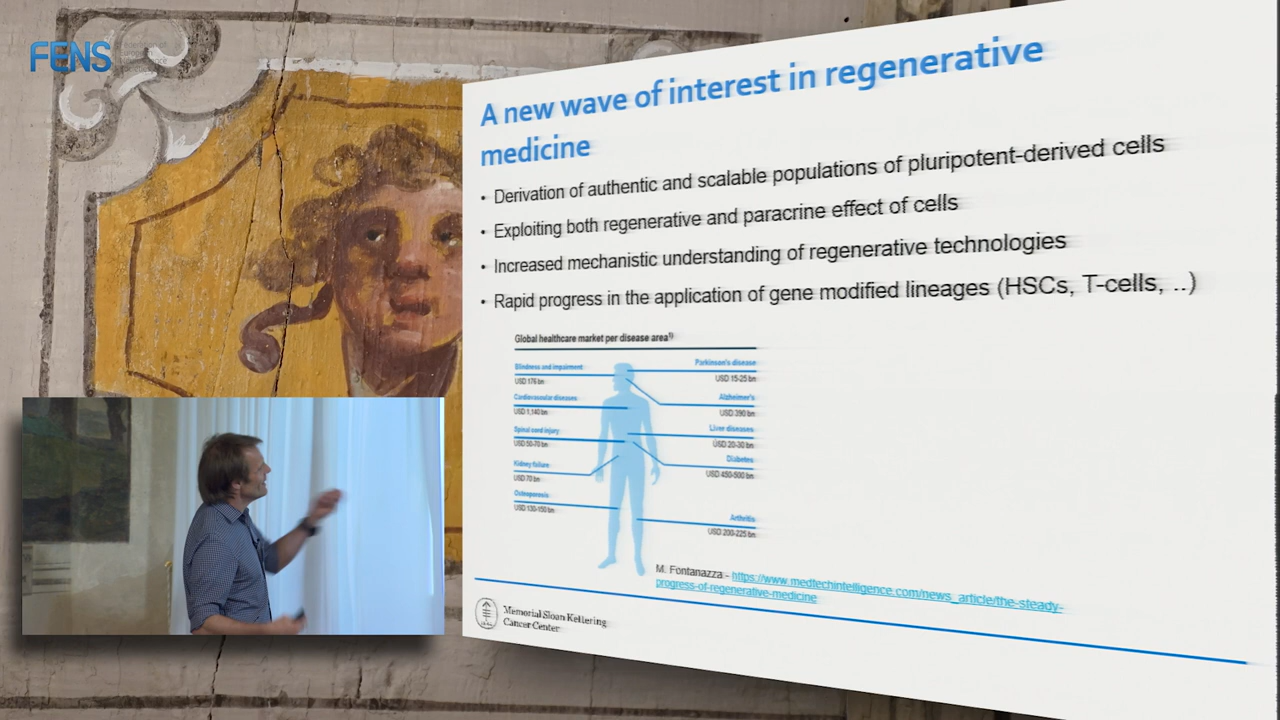 FENS
A new wave of interest in regenerative
medicine
• Derivation of authentic and scalable populations of pluripotent-derived cells
• Exploiting both regenerative and paracrine effect of cells
• Increased mechanistic understanding of regenerative technologies
• Rapid progress in the application of gene modified lineages (HSCs, T-cells, ..)
Global healthcare market per disease area¹⁾
Blindness and impairment
USD 176 bn
Cardiovascular diseases
USD 1,140 bn
Spinal cord injury
USD 50-70 bn
Kidney failure
USD 70 bn
Osteoporosis
USD 130-150 bn
Parkinson's disease
USD 15-25 bn
Alzheimer's
USD 390 bn
Liver diseases
USD 20-30 bn
Diabetes
USD 450-500 bn
Arthritis
USD 200-225 bn
M. Fontanazza - https://www.medtechintelligence.com/news_article/the-steady-
progress-of-regenerative-medicine
Memorial Sloan Kettering
Cancer Center